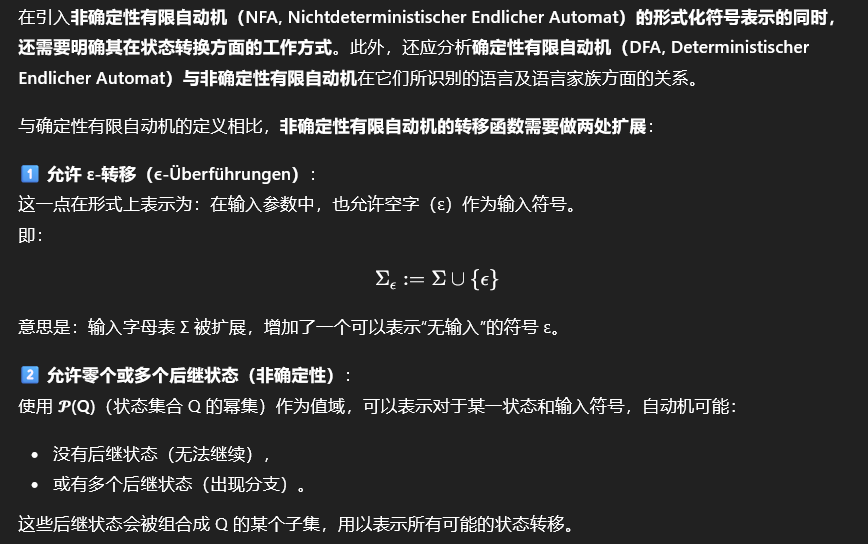 在引入非确定性有限自动机（NFA, Nichtdeterministischer Endlicher Automat）的形式化符号表示的同时，
还需要明确其在状态转换方面的工作方式。此外，还应分析确定性有限自动机（DFA, Deterministischer
Endlicher Automat）与非确定性有限自动机在它们所识别的语言及语言家族方面的关系。
与确定性有限自动机的定义相比，非确定性有限自动机的转移函数需要做两处扩展：
1️⃣ 允许 ε-转移（ϵ-Überführungen）:
这一点在形式上表示为：在输入参数中，也允许空字（ε）作为输入符号。
即：
Σϵ := Σ ∪ {ϵ}
意思是：输入字母表 Σ 被扩展，增加了一个可以表示“无输入”的符号 ε。
2️⃣ 允许零个或多个后继状态（非确定性）:
使用 𝒫(Q)（状态集合 Q 的幂集）作为值域，可以表示对于某一状态和输入符号，自动机可能：
• 没有后继状态（无法继续），
• 或有多个后继状态（出现分支）。
这些后继状态会被组合成 Q 的某个子集，用以表示所有可能的状态转移。